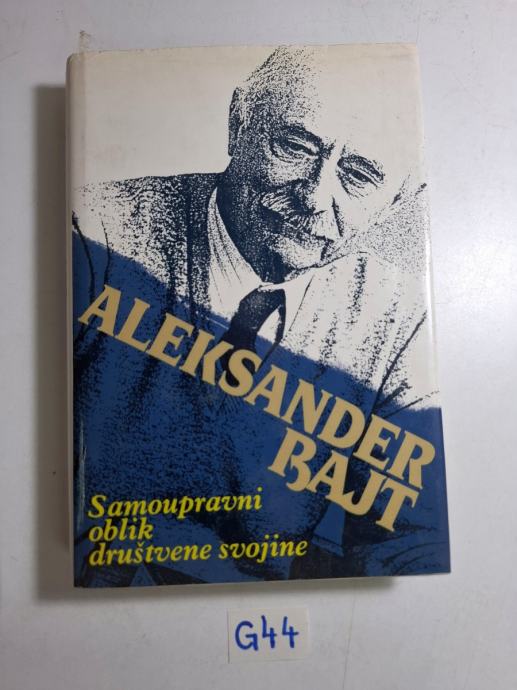 ALEKSANDER
BAJT
Samoupravni
oblik
društvene svojine
G44